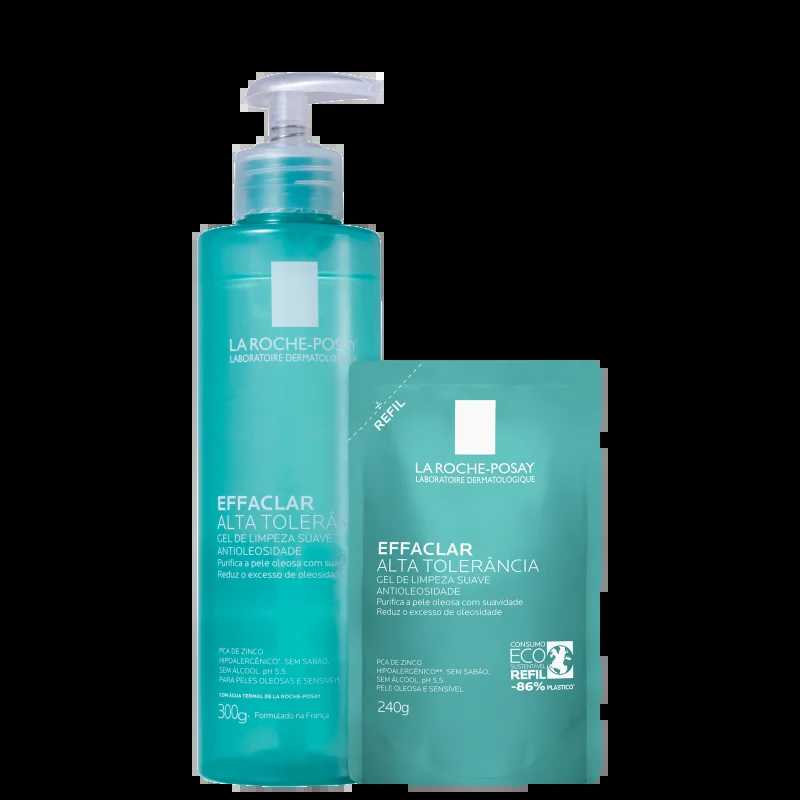 LA ROCHE-POSAY
LABORATOIRE DERMATOLOGIQUE
EFFACLAR
ALTA TOLERÂN
GEL DE LIMPEZA SUAVE
ANTIOLEOSIDADE
Purifica a pele oleosa com
Reduz o excesso de
PCA DE ZINCO
HIPOALERGÊNICO*. SEM SABÃO.
SEM ÁLCOOL. pH 5,5.
PARA PELES OLEOSAS E SENSÍVEIS
COM ÁGUA TERMAL DE LA ROCHE-POSAY
300g. Formulado na França
REFIL
LA ROCHE-POSAY
LABORATOIRE DERMATOLOGIQUE
EFFACLAR
ALTA TOLERÂNCIA
GEL DE LIMPEZA SUAVE
ANTIOLEOSIDADE
Purifica a pele oleosa com suavidade
Reduz o excesso de oleosidade
PCA DE ZINCO
HIPOALERGÊNICO**. SEM SABÃO.
SEM ÁLCOOL. pH 5,5.
PELE OLEOSA E SENSÍVEL
240g
CONSUMO
ECO
SUSTENTÁVEL
REFIL
-86% PLÁSTICO*